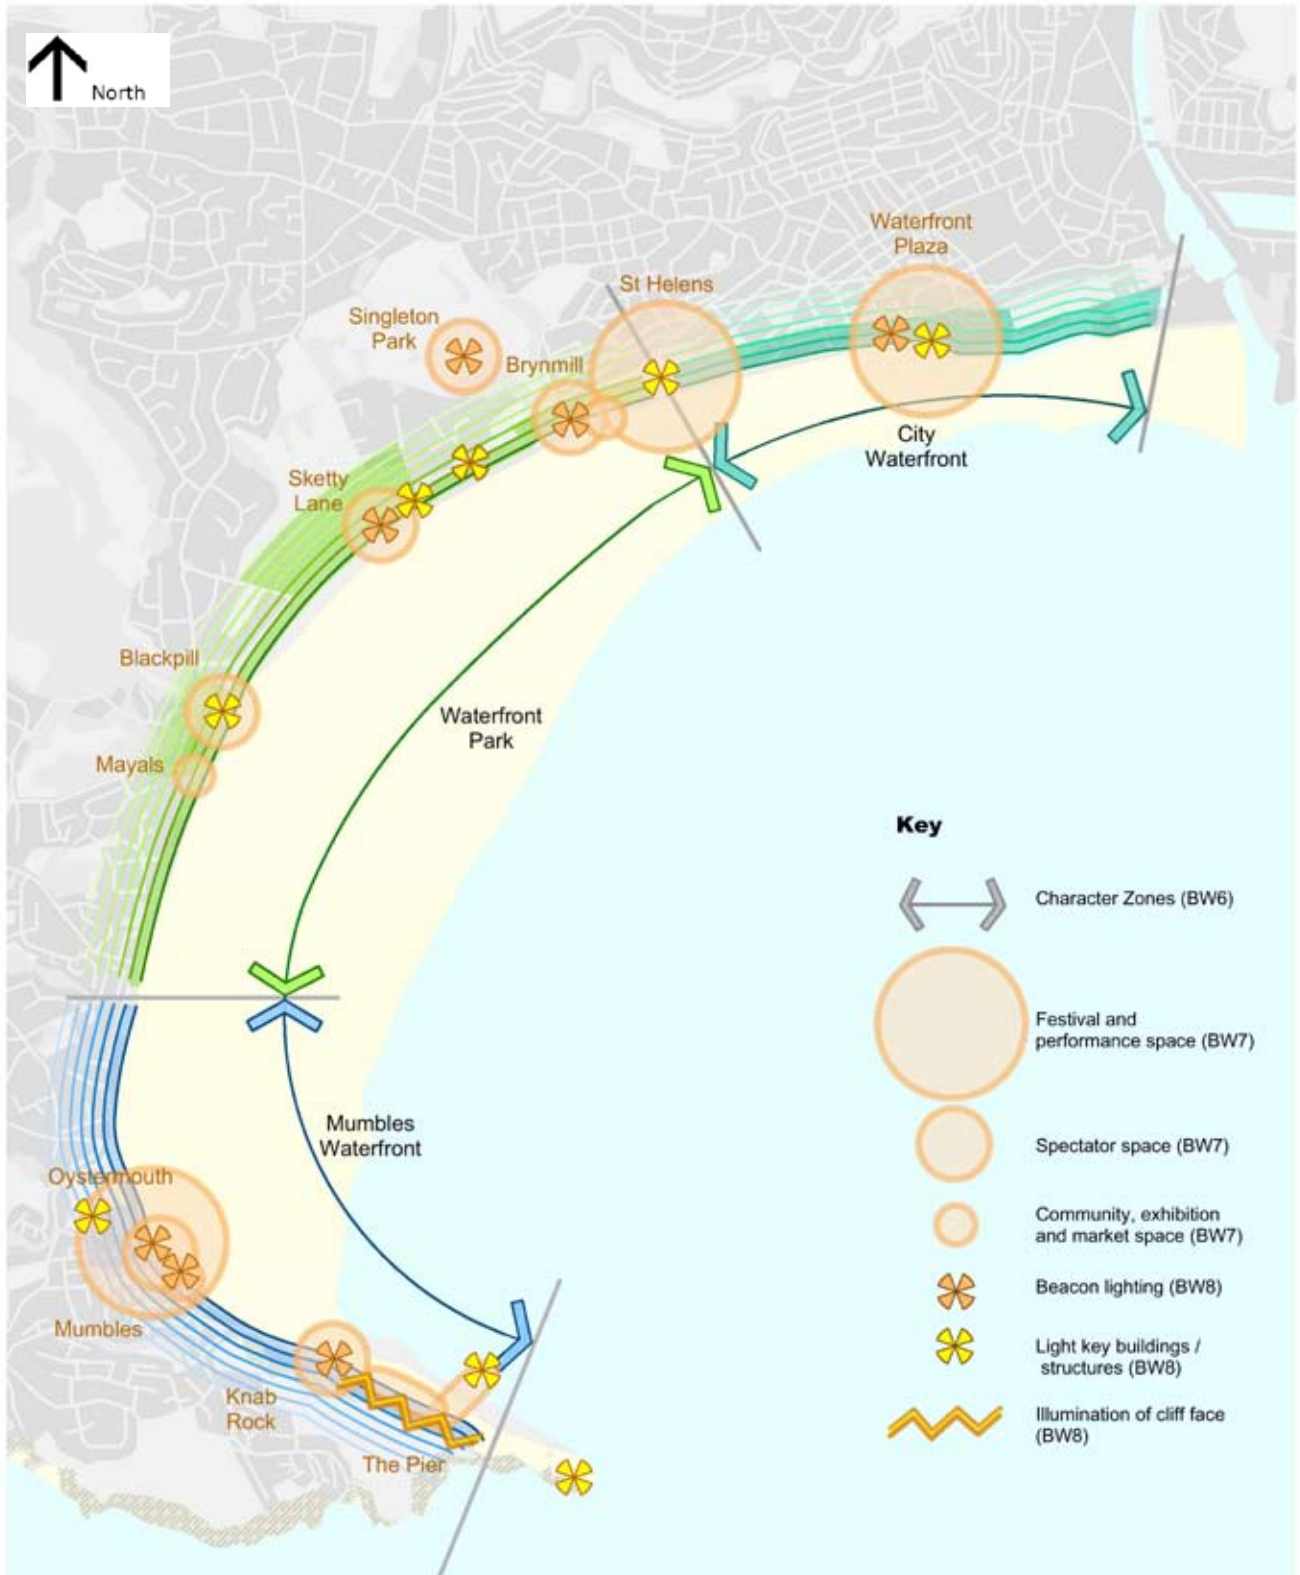 North
Waterfront
Plaza
St Helens
Singleton
Park
Brynmill
City
Waterfront
Sketty
Lane
Blackpill
Waterfront
Park
Mayals
Key
Character Zones (BW6)
Festival and
performance space (BW7)
Mumbles
Waterfront
Spectator space (BW7)
Oystermouth
Community, exhibition
and market space (BW7)
Beacon lighting (BW8)
Mumbles
Light key buildings /
structures (BW8)
Knab
Rock
Illumination of cliff face
(BW8)
The Pier